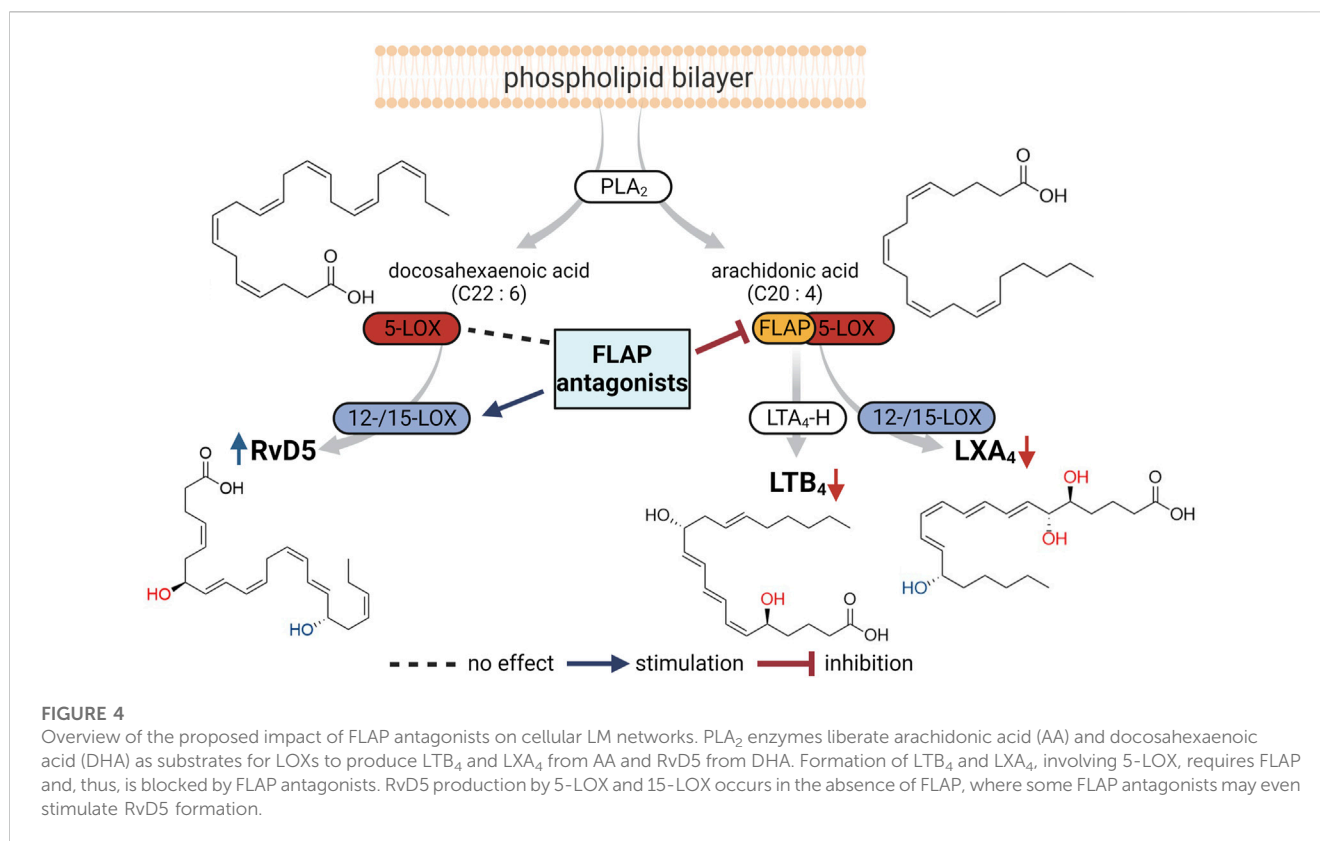 phospholipid bilayer
PLA₂
docosahexaenoic acid
(C22 : 6)
arachidonic acid
(C20 : 4)
O
OH
O
OH
5-LOX
FLAP
antagonists
FLAP
5-LOX
12-/15-LOX
LTA₄-H
12-/15-LOX
RvD5
LXA₄
LTB₄
O
OH
HO
HO
HO
OH
O
OH
OH
OH
O
OH
HO
no effect
stimulation
inhibition
FIGURE 4
Overview of the proposed impact of FLAP antagonists on cellular LM networks. PLA₂ enzymes liberate arachidonic acid (AA) and docosahexaenoic
acid (DHA) as substrates for LOXs to produce LTB₄ and LXA₄ from AA and RvD5 from DHA. Formation of LTB₄ and LXA₄, involving 5-LOX, requires FLAP
and, thus, is blocked by FLAP antagonists. RvD5 production by 5-LOX and 15-LOX occurs in the absence of FLAP, where some FLAP antagonists may even
stimulate RvD5 formation.